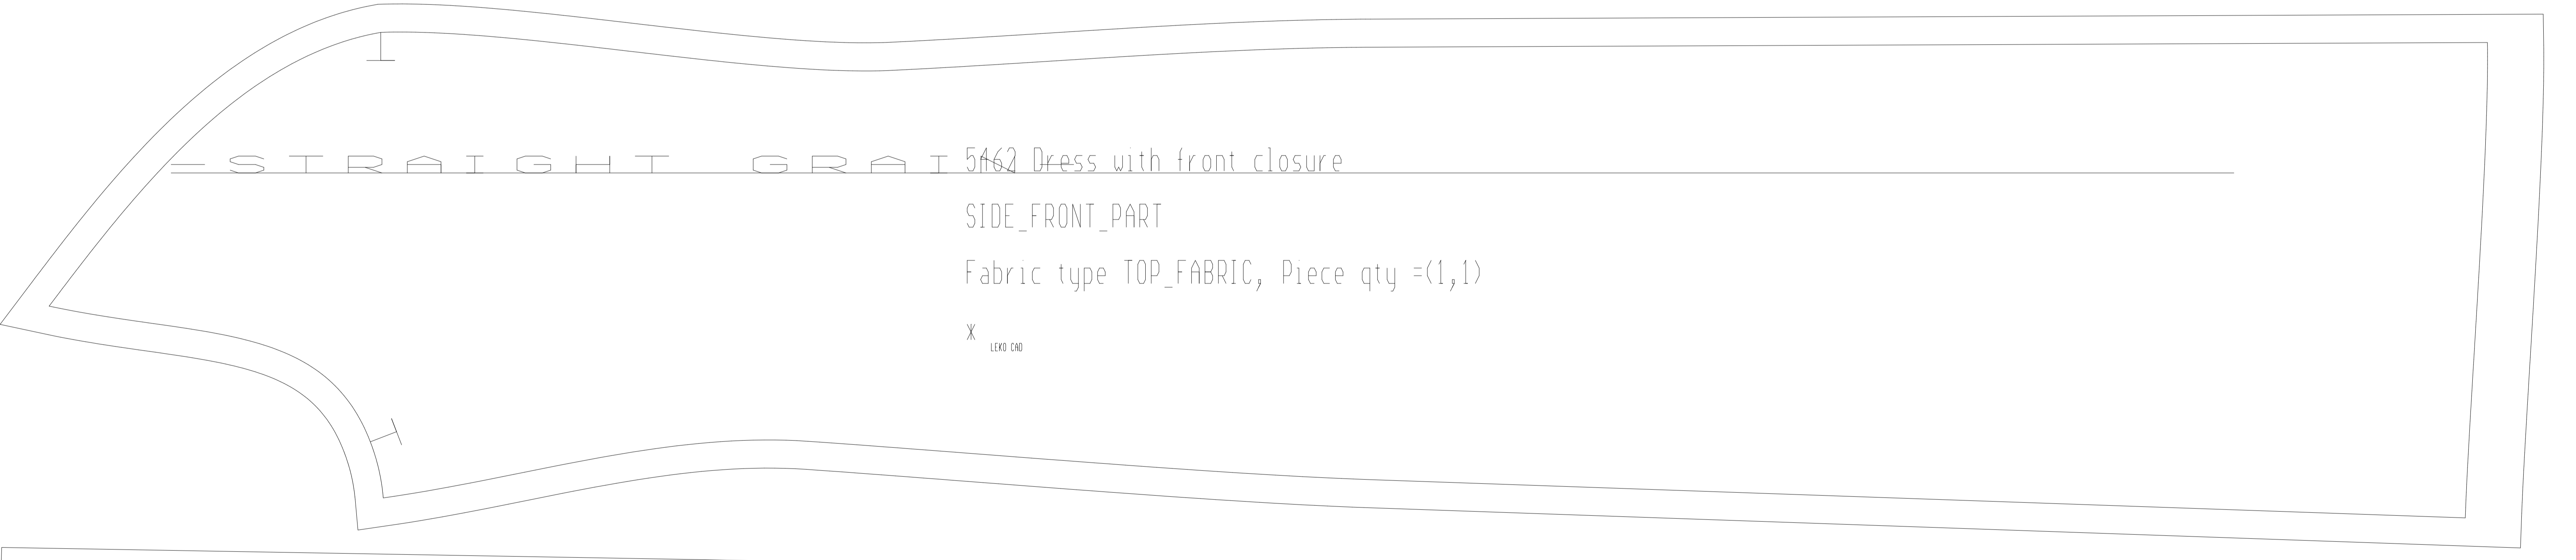 -STRAIGHT GRAIN-
5462 Dress with front closure
SIDE_FRONT_PART
Fabric type TOP_FABRIC, Piece qty =(1,1)
*
LEKO CAD